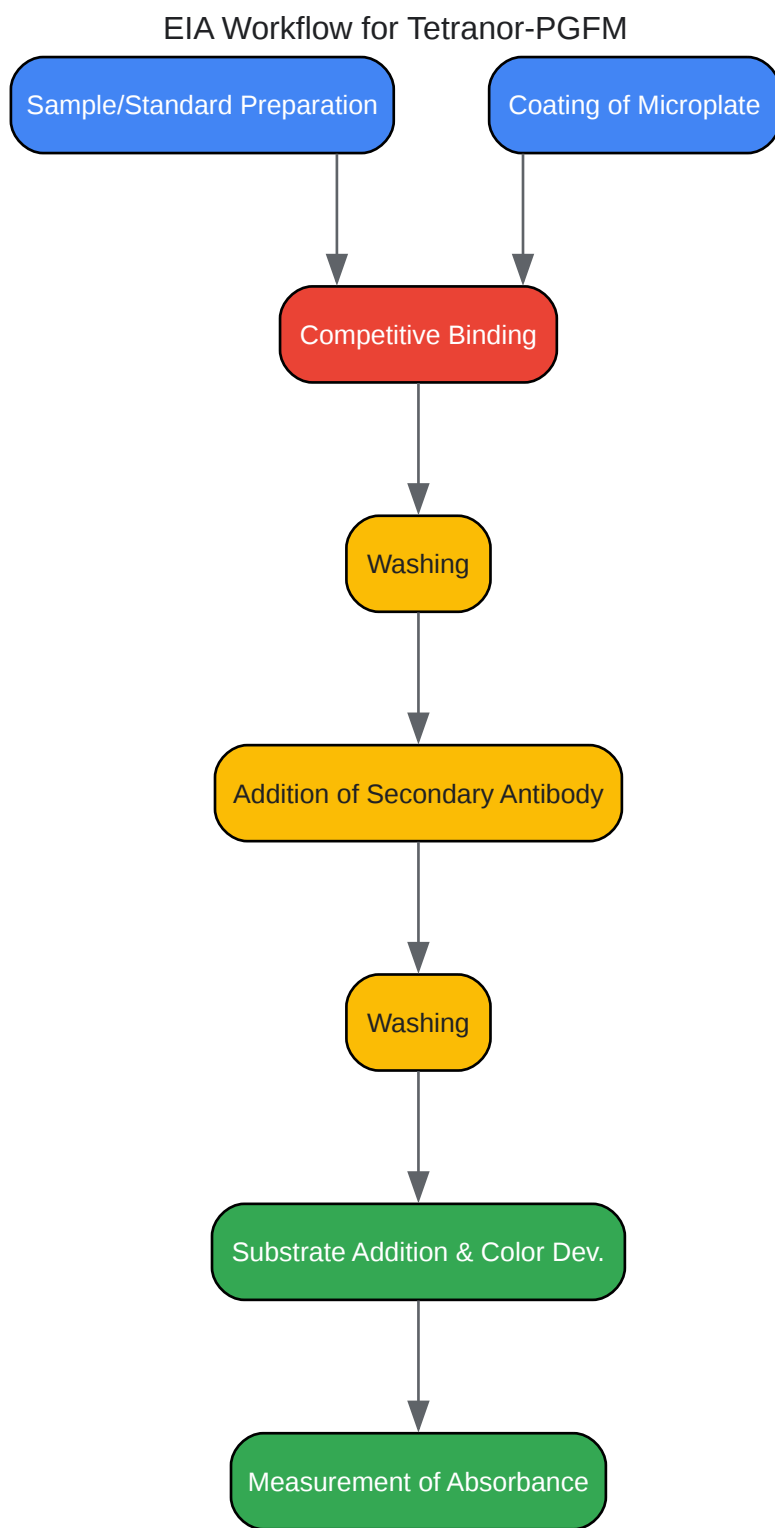 EIA Workflow for Tetranor-PGFM
Sample/Standard Preparation
Coating of Microplate
Competitive Binding
Washing
Addition of Secondary Antibody
Washing
Substrate Addition & Color Dev.
Measurement of Absorbance